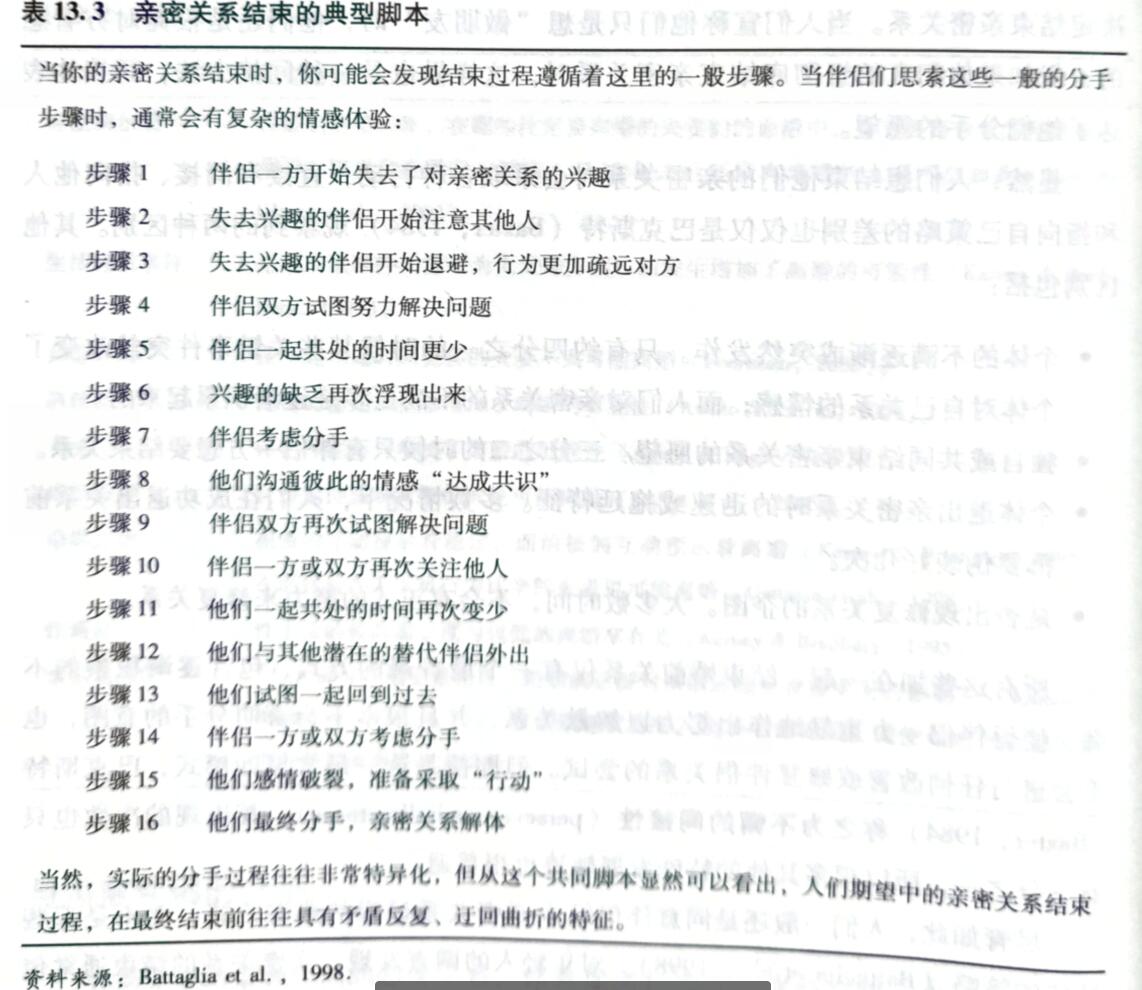 表 13.3 亲密关系结束的典型脚本
当你的亲密关系结束时，你可能会发现结束过程遵循着这里的一般步骤。当伴侣们思索这些一般的分手
步骤时，通常会有复杂的情感体验：
步骤 1 伴侣一方开始失去了对亲密关系的兴趣
步骤 2 失去兴趣的伴侣开始注意其他人
步骤 3 失去兴趣的伴侣开始退避，行为更加疏远对方
步骤 4 伴侣双方试图努力解决问题
步骤 5 伴侣一起共处的时间更少
步骤 6 兴趣的缺乏再次浮现出来
步骤 7 伴侣考虑分手
步骤 8 他们沟通彼此的情感“达成共识”
步骤 9 伴侣双方再次试图解决问题
步骤 10 伴侣一方或双方再次关注他人
步骤 11 他们一起共处的时间再次变少
步骤 12 他们与其他潜在的替代伴侣外出
步骤 13 他们试图一起回到过去
步骤 14 伴侣一方或双方考虑分手
步骤 15 他们感情破裂，准备采取“行动”
步骤 16 他们最终分手，亲密关系解体
当然，实际的分手过程往往非常特异化，但从这个共同脚本显然可以看出，人们期望中的亲密关系结束
过程，在最终结束前往往具有矛盾反复、迂回曲折的特征。
资料来源：Battaglia et al.，1998.